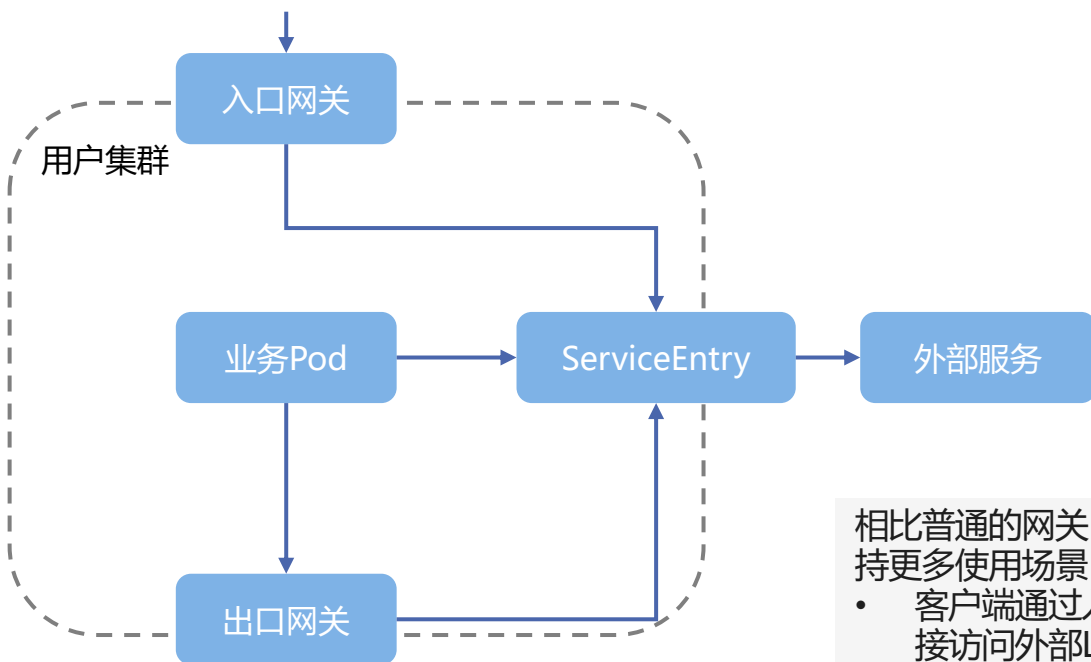 入口网关
用户集群
业务Pod
ServiceEntry
外部服务
出口网关
相比普通的网关
持更多使用场景
• 客户端通过
接访问外部